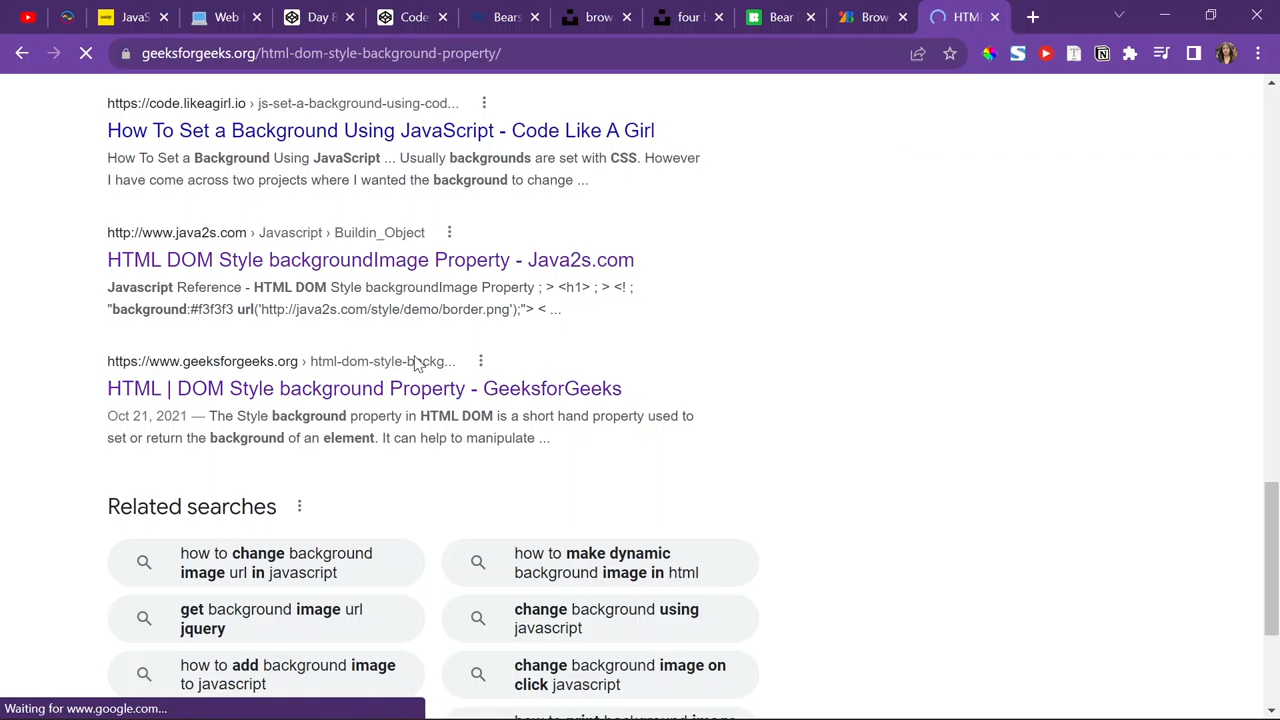 JavaS
Web
Day 8
Code
Bears
brow
four l
Bear
Brow
HTML
geeksforgeeks.org/html-dom-style-background-property/
https://code.likeagirl.io › js-set-a-background-using-cod...
How To Set a Background Using JavaScript - Code Like A Girl
How To Set a Background Using JavaScript ... Usually backgrounds are set with CSS. However
I have come across two projects where I wanted the background to change ...
http://www.java2s.com › Javascript › Buildin_Object
HTML DOM Style backgroundImage Property - Java2s.com
Javascript Reference - HTML DOM Style backgroundImage Property ; > <h1> ; > <! ;
"background:#f3f3f3 url('http://java2s.com/style/demo/border.png');"> < ...
https://www.geeksforgeeks.org › html-dom-style-backg...
HTML | DOM Style background Property - GeeksforGeeks
Oct 21, 2021 — The Style background property in HTML DOM is a short hand property used to
set or return the background of an element. It can help to manipulate ...
Related searches
how to change background
image url in javascript
how to make dynamic
background image in html
get background image url
jquery
change background using
javascript
how to add background image
to javascript
change background image on
click javascript
Waiting for www.google.com...